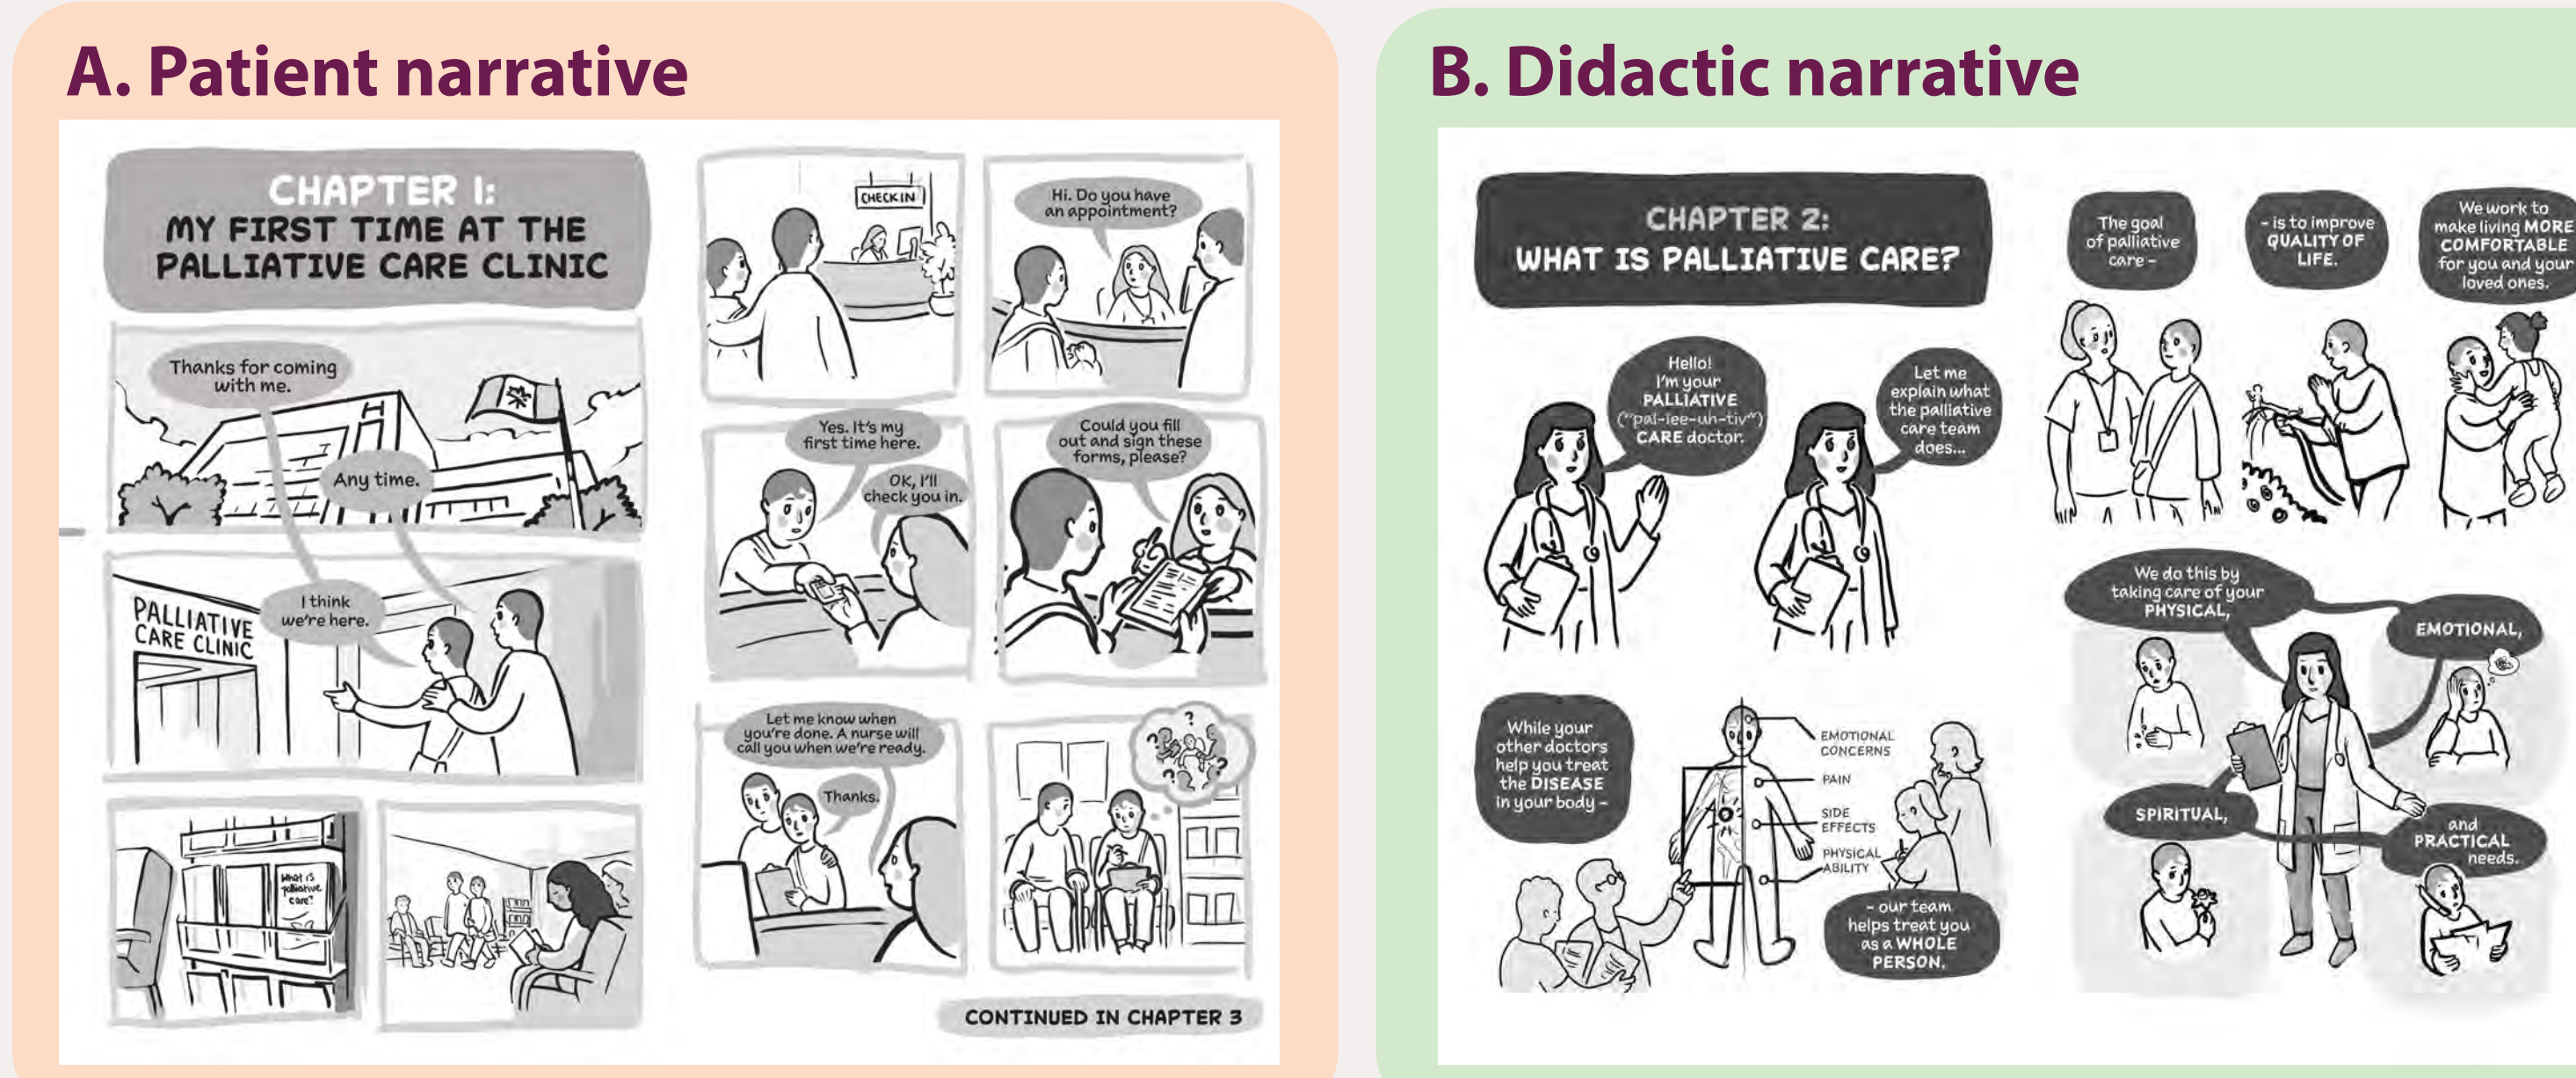 A. Patient narrative
CHAPTER 1:
MY FIRST TIME AT THE
PALLIATIVE CARE CLINIC
Thanks for coming
with me.
Any time.
I think
we're here.
PALLIATIVE
CARE CLINIC
What is
palliative
care?
CHECK IN
Hi. Do you have
an appointment?
Yes. It's my
first time here.
OK, I'll
check you in.
Could you fill
out and sign these
forms, please?
Let me know when
you're done. A nurse will
call you when we're ready.
Thanks.
?
?
?
?
CONTINUED IN CHAPTER 3
B. Didactic narrative
CHAPTER 2:
WHAT IS PALLIATIVE CARE?
Hello!
I'm your
PALLIATIVE
("pal-lee-uh-tiv")
CARE doctor.
Let me
explain what
the palliative
care team
does...
While your
other doctors
help you treat
the DISEASE
in your body –
EMOTIONAL
CONCERNS
PAIN
SIDE
EFFECTS
PHYSICAL
ABILITY
– our team
helps treat you
as a WHOLE
PERSON.
The goal
of palliative
care –
– is to improve
QUALITY OF
LIFE.
We work to
make living MORE
COMFORTABLE
for you and your
loved ones.
We do this by
taking care of your
PHYSICAL,
EMOTIONAL,
SPIRITUAL,
and
PRACTICAL
needs.